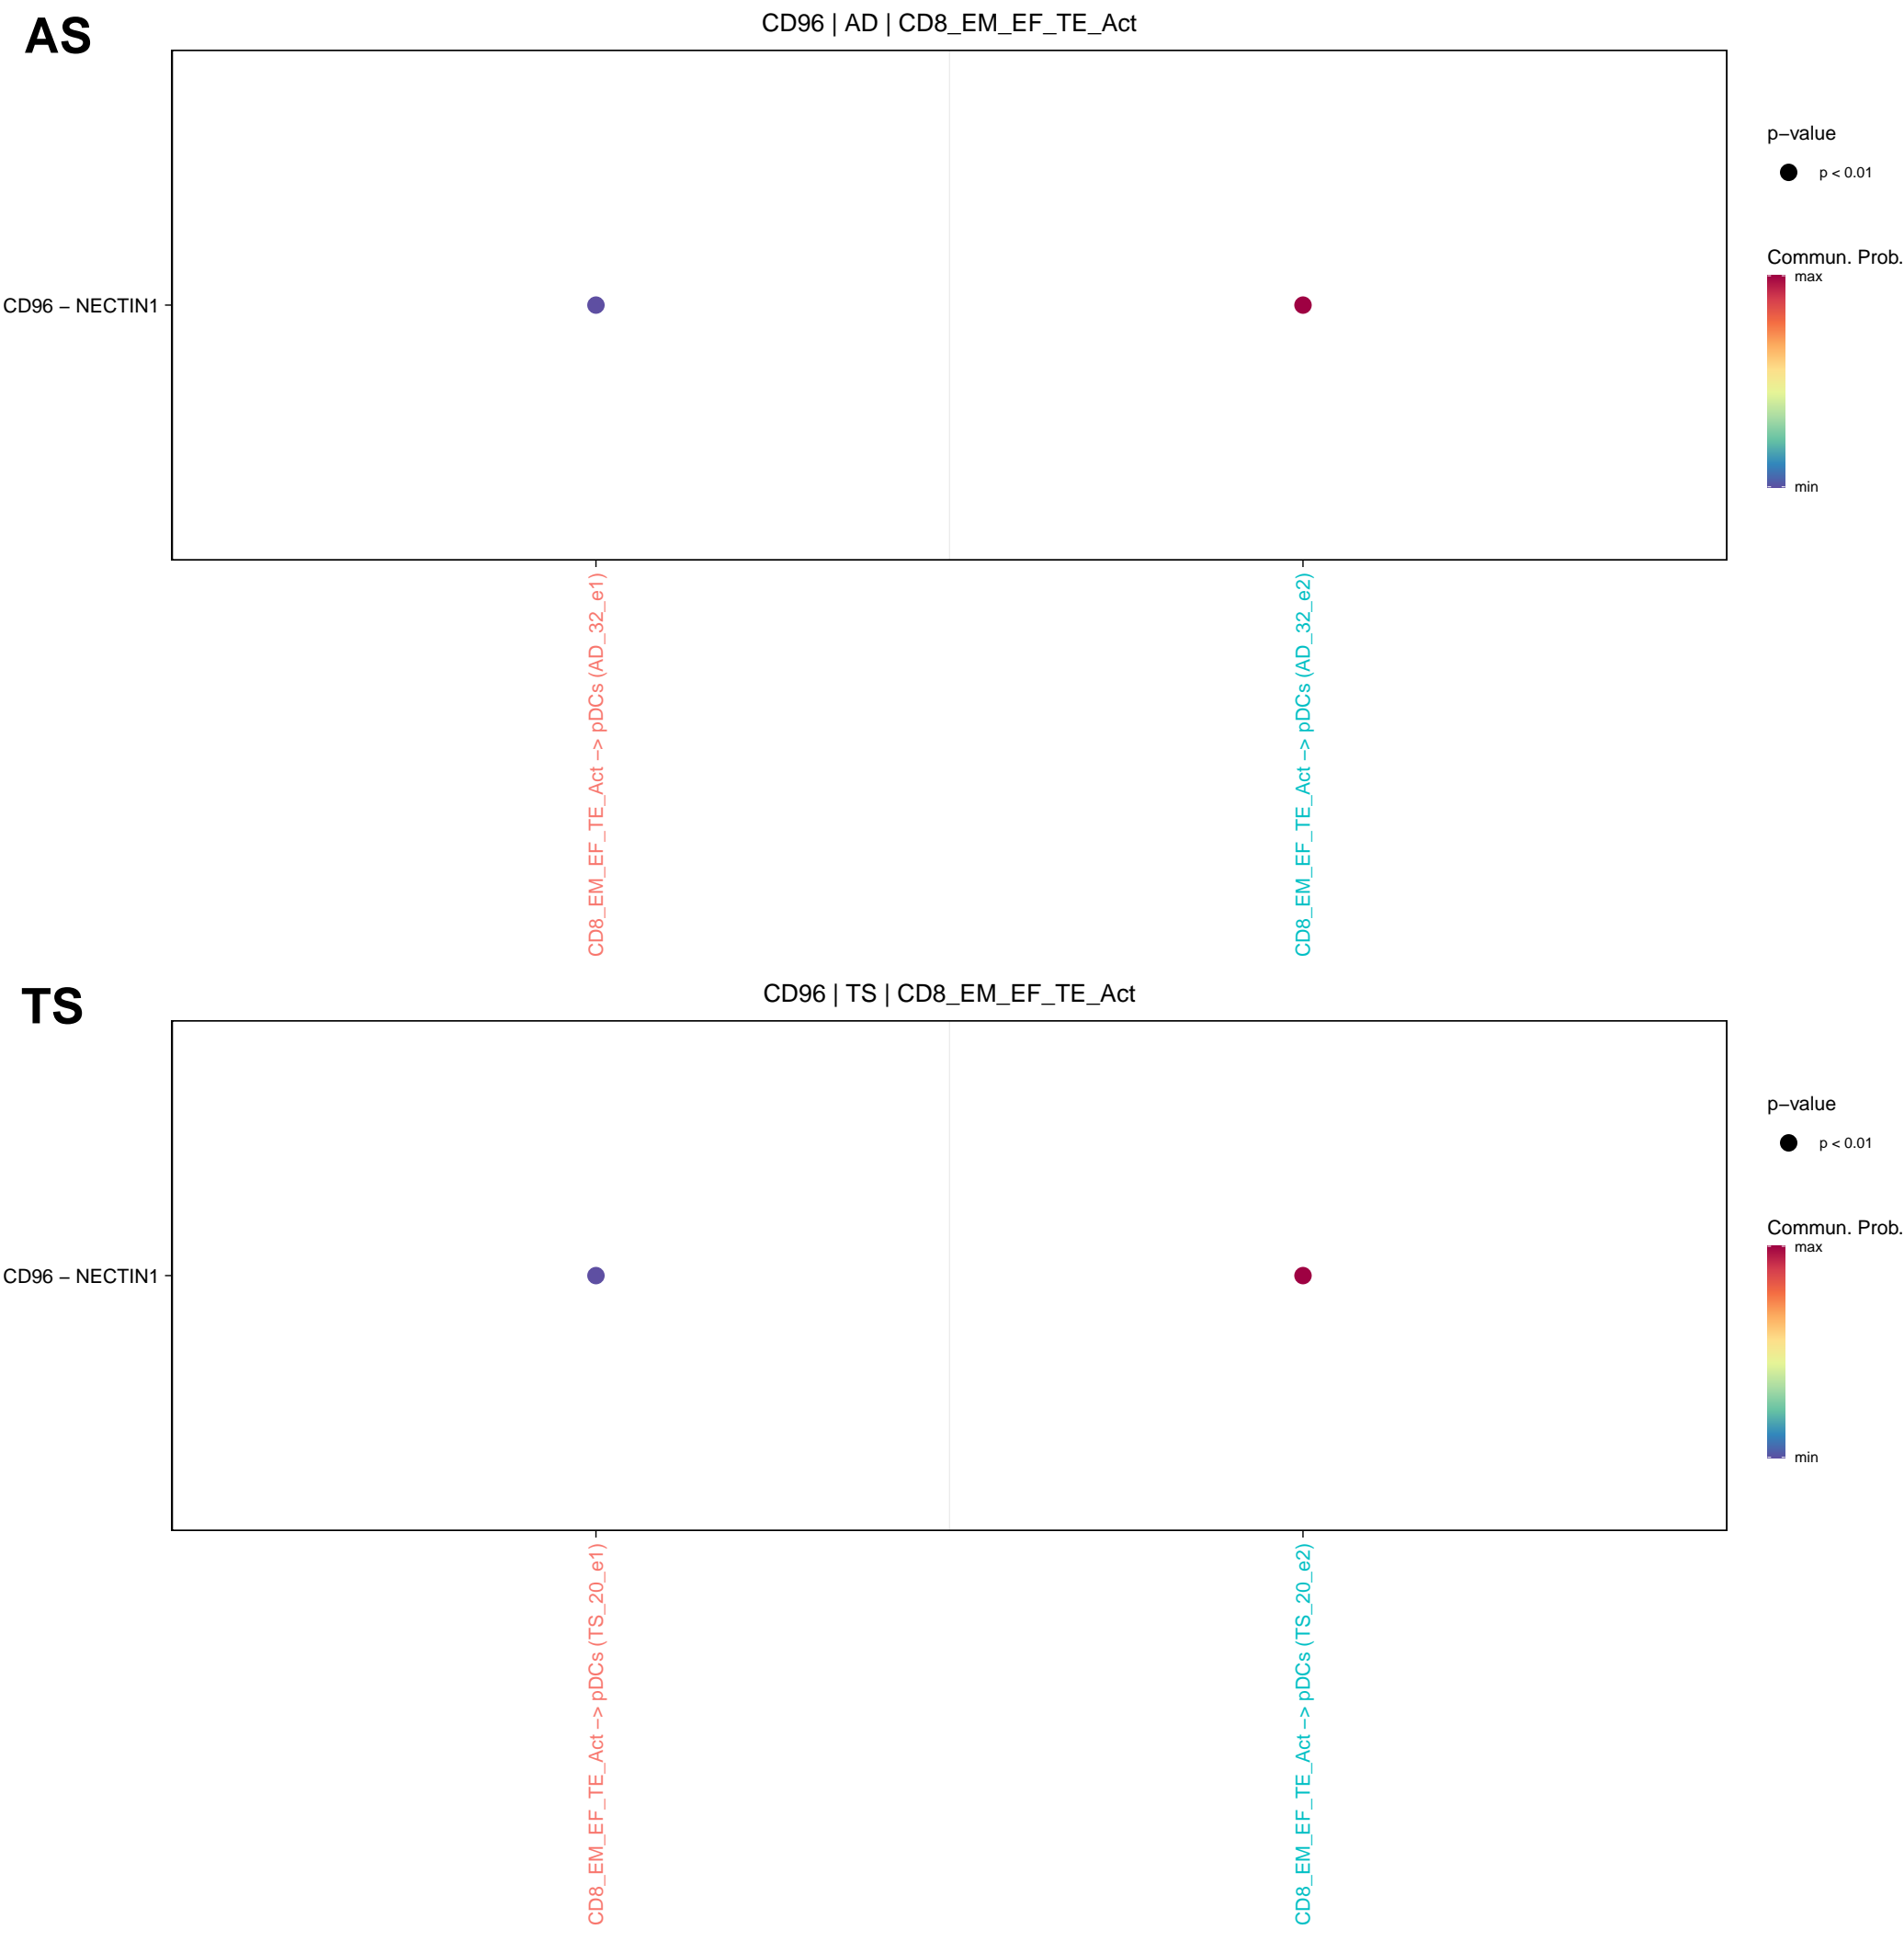 AS
CD96 | AD | CD8_EM_EF_TE_Act
p−value
p < 0.01
Commun. Prob.
max
min
CD96 − NECTIN1
CD8_EM_EF_TE_Act −> pDCs (AD_32_e1)
CD8_EM_EF_TE_Act −> pDCs (AD_32_e2)
TS
CD96 | TS | CD8_EM_EF_TE_Act
p−value
p < 0.01
Commun. Prob.
max
min
CD96 − NECTIN1
CD8_EM_EF_TE_Act −> pDCs (TS_20_e1)
CD8_EM_EF_TE_Act −> pDCs (TS_20_e2)